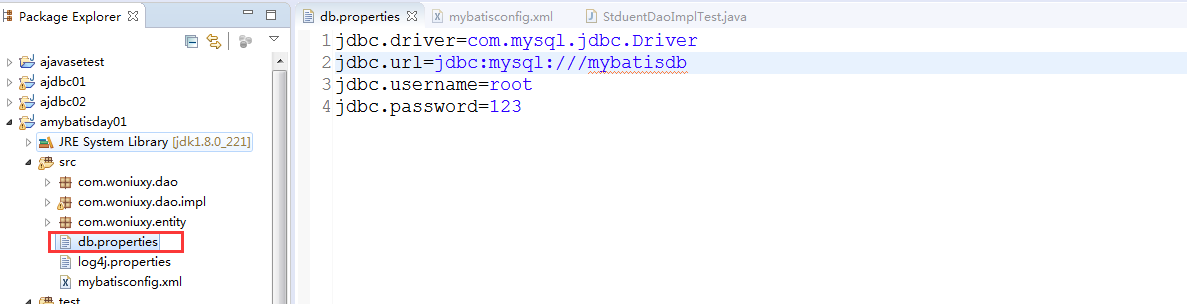 Package Explorer
ajavasetest
ajdbc01
ajdbc02
amybatisday01
JRE System Library [jdk1.8.0_221]
src
com.woniuxy.dao
com.woniuxy.dao.impl
com.woniuxy.entity
db.properties
log4j.properties
mybatisconfig.xml
test
db.properties mybatisconfig.xml StduentDaoImplTest.java
1 jdbc.driver=com.mysql.jdbc.Driver
2 jdbc.url=jdbc:mysql:///mybatisdb
3 jdbc.username=root
4 jdbc.password=123